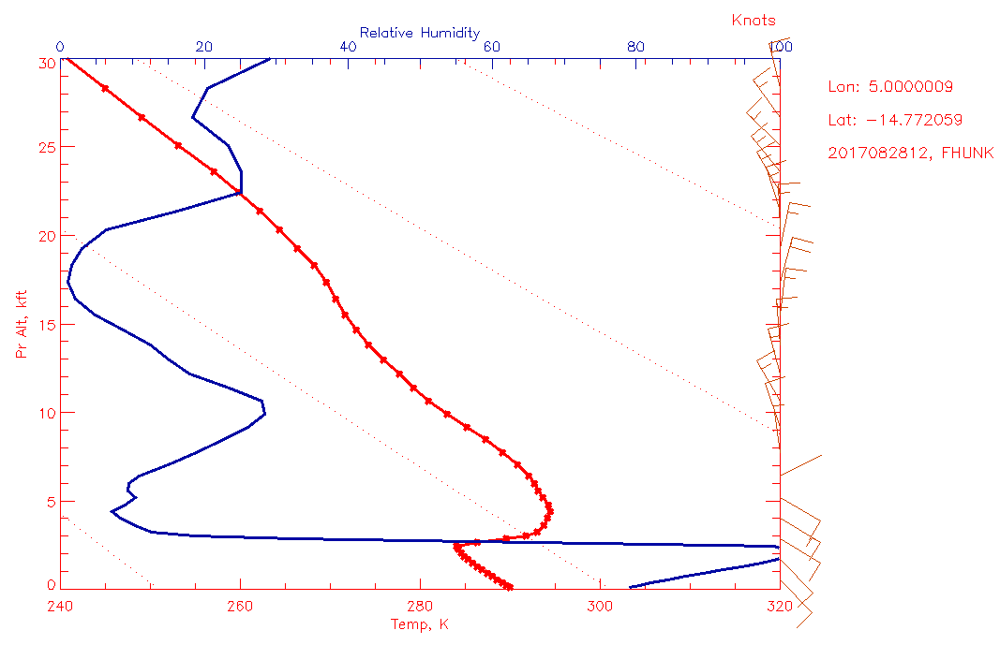 Knots
Relative Humidity
0 20 40 60 80 100
30
25
20
15
10
5
0
Pr Alt, kft
240 260 280 300 320
Temp, K
Lon: 5.0000009
Lat: -14.772059
2017082812, FHUNK